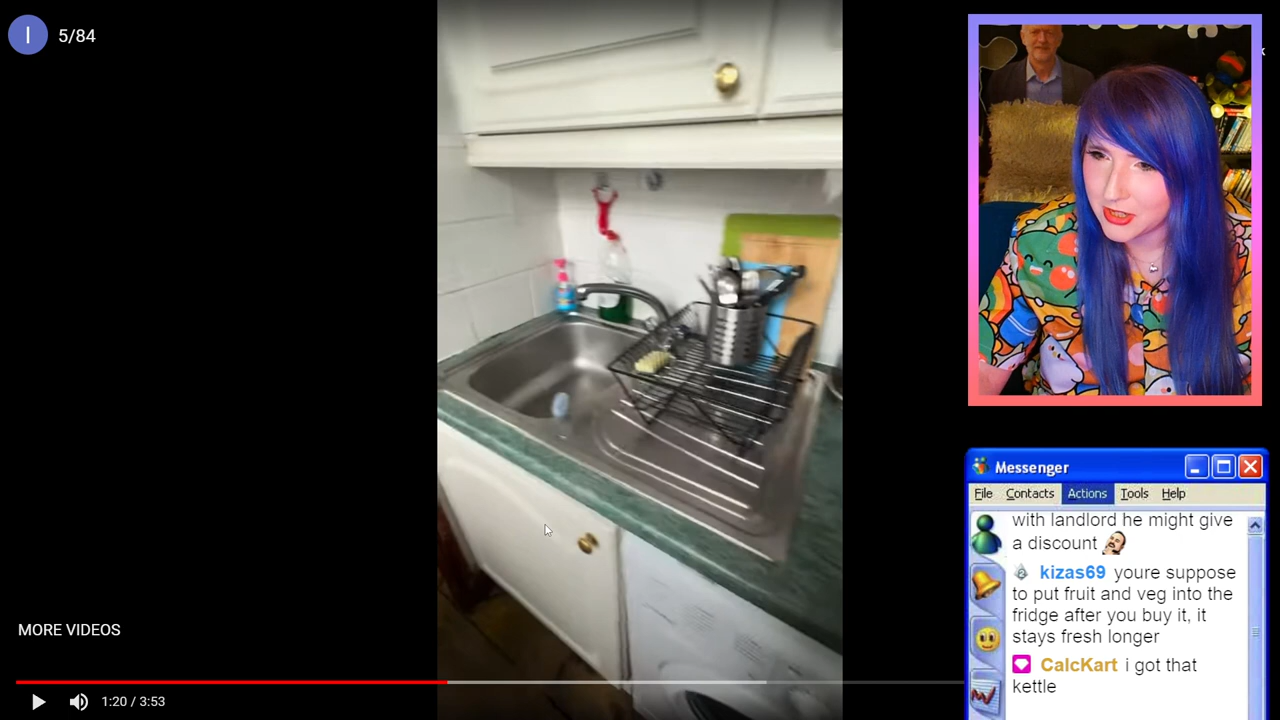 I
5/84
MORE VIDEOS
1:20 / 3:53
Messenger
File Contacts Actions Tools Help
with landlord he might give
a discount
kizas69 youre suppose
to put fruit and veg into the
fridge after you buy it, it
stays fresh longer
CalcKart i got that
kettle